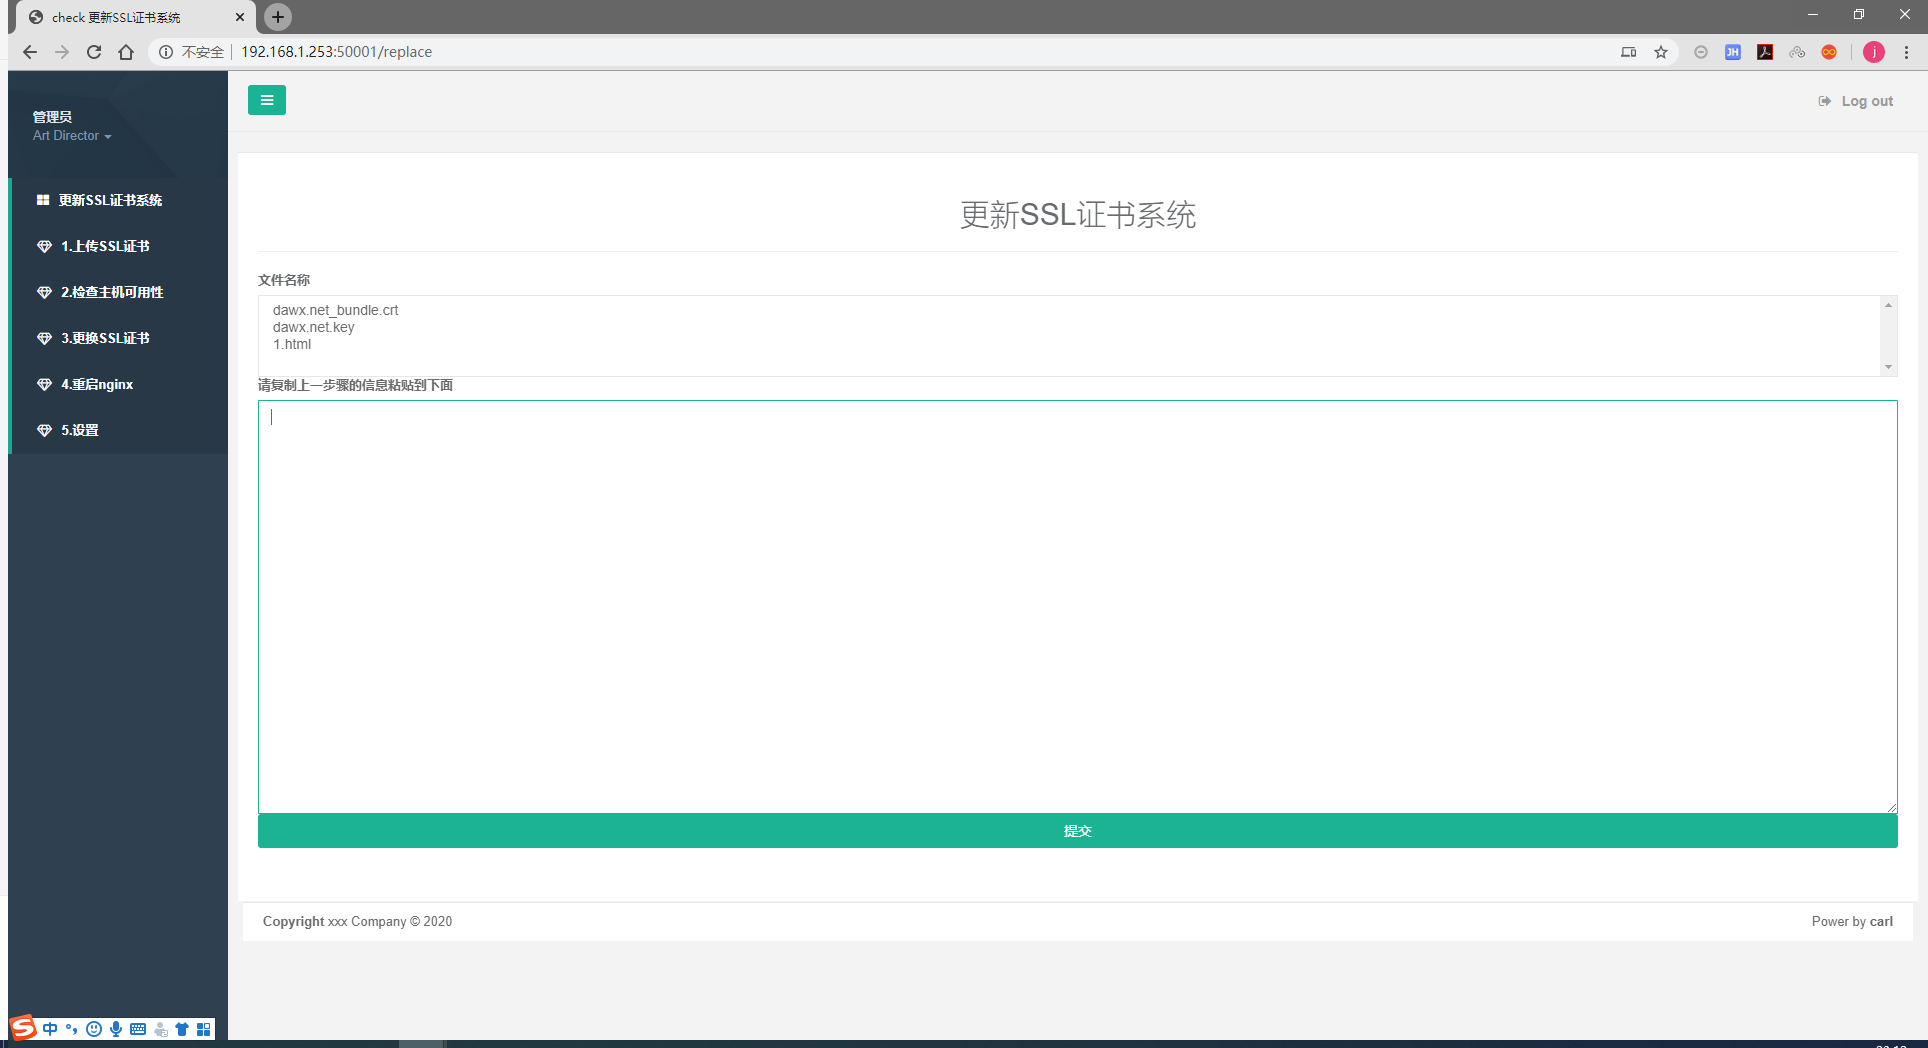 check 更新SSL证书系统
不安全 192.168.1.253:50001/replace
JH
j
管理员
Art Director
Log out
更新SSL证书系统
1.上传SSL证书
2.检查主机可用性
3.更换SSL证书
4.重启nginx
5.设置
更新SSL证书系统
文件名称
dawx.net_bundle.crt
dawx.net.key
1.html
请复制上一步骤的信息粘贴到下面
提交
Copyright xxx Company © 2020
Power by carl
S 中